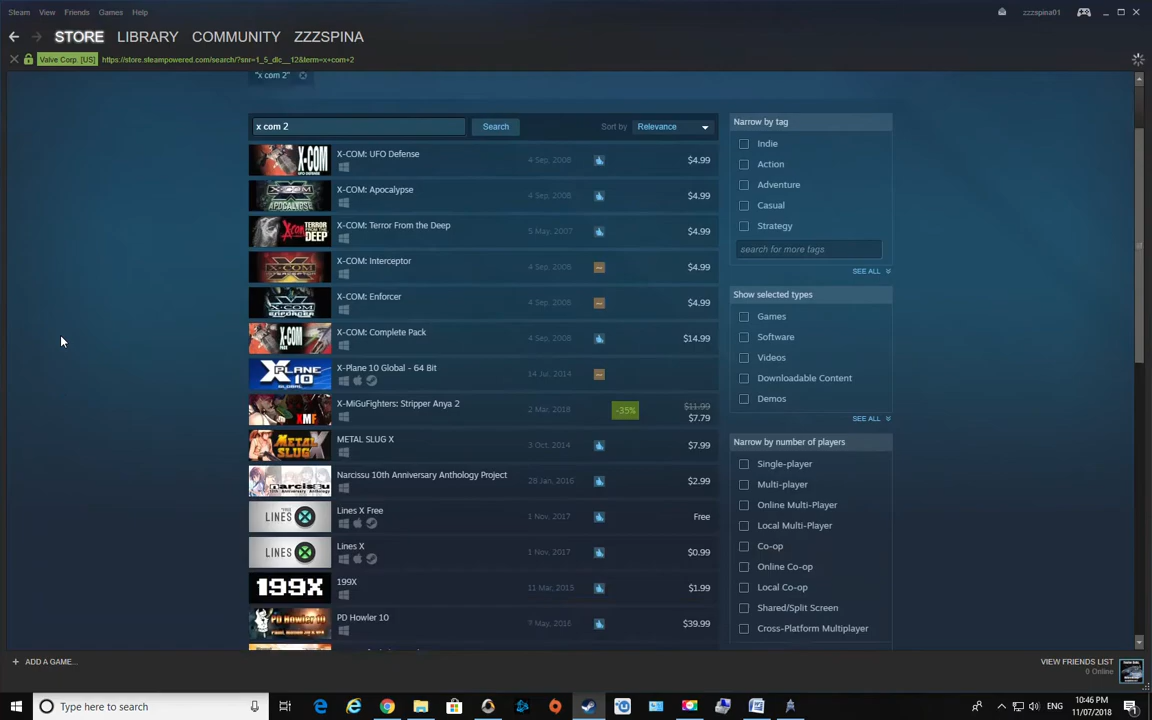 Steam View Friends Games Help zzzspina01
STORE LIBRARY COMMUNITY ZZZSPINA
Valve Corp. [US] https://store.steampowered.com/search/?snr=1_5_dlc__12&term=x+com+2
"x com 2"
x com 2 Search Sort by Relevance
X-COM: UFO Defense 4 Sep, 2008 $4.99
X-COM: Apocalypse 4 Sep, 2008 $4.99
X-COM: Terror From the Deep 5 May, 2007 $4.99
X-COM: Interceptor 4 Sep, 2008 $4.99
X-COM: Enforcer 4 Sep, 2008 $4.99
X-COM: Complete Pack 4 Sep, 2008 $14.99
X-Plane 10 Global - 64 Bit 14 Jul, 2014
X-MiGuFighters: Stripper Anya 2 2 Mar, 2018 -35% $11.99
$7.79
METAL SLUG X 3 Oct, 2014 $7.99
Narcissu 10th Anniversary Anthology Project 28 Jan, 2016 $2.99
LINES Lines X Free 1 Nov, 2017 Free
LINES Lines X 1 Nov, 2017 $0.99
199X 199X 11 Mar, 2015 $1.99
PD Howler 10 7 May, 2016 $39.99
Narrow by tag
Indie
Action
Adventure
Casual
Strategy
search for more tags
SEE ALL
Show selected types
Games
Software
Videos
Downloadable Content
Demos
SEE ALL
Narrow by number of players
Single-player
Multi-player
Online Multi-Player
Local Multi-Player
Co-op
Online Co-op
Local Co-op
Shared/Split Screen
Cross-Platform Multiplayer
+ ADD A GAME... VIEW FRIENDS LIST
0 Online
Type here to search ENG 10:46 PM
11/07/2018